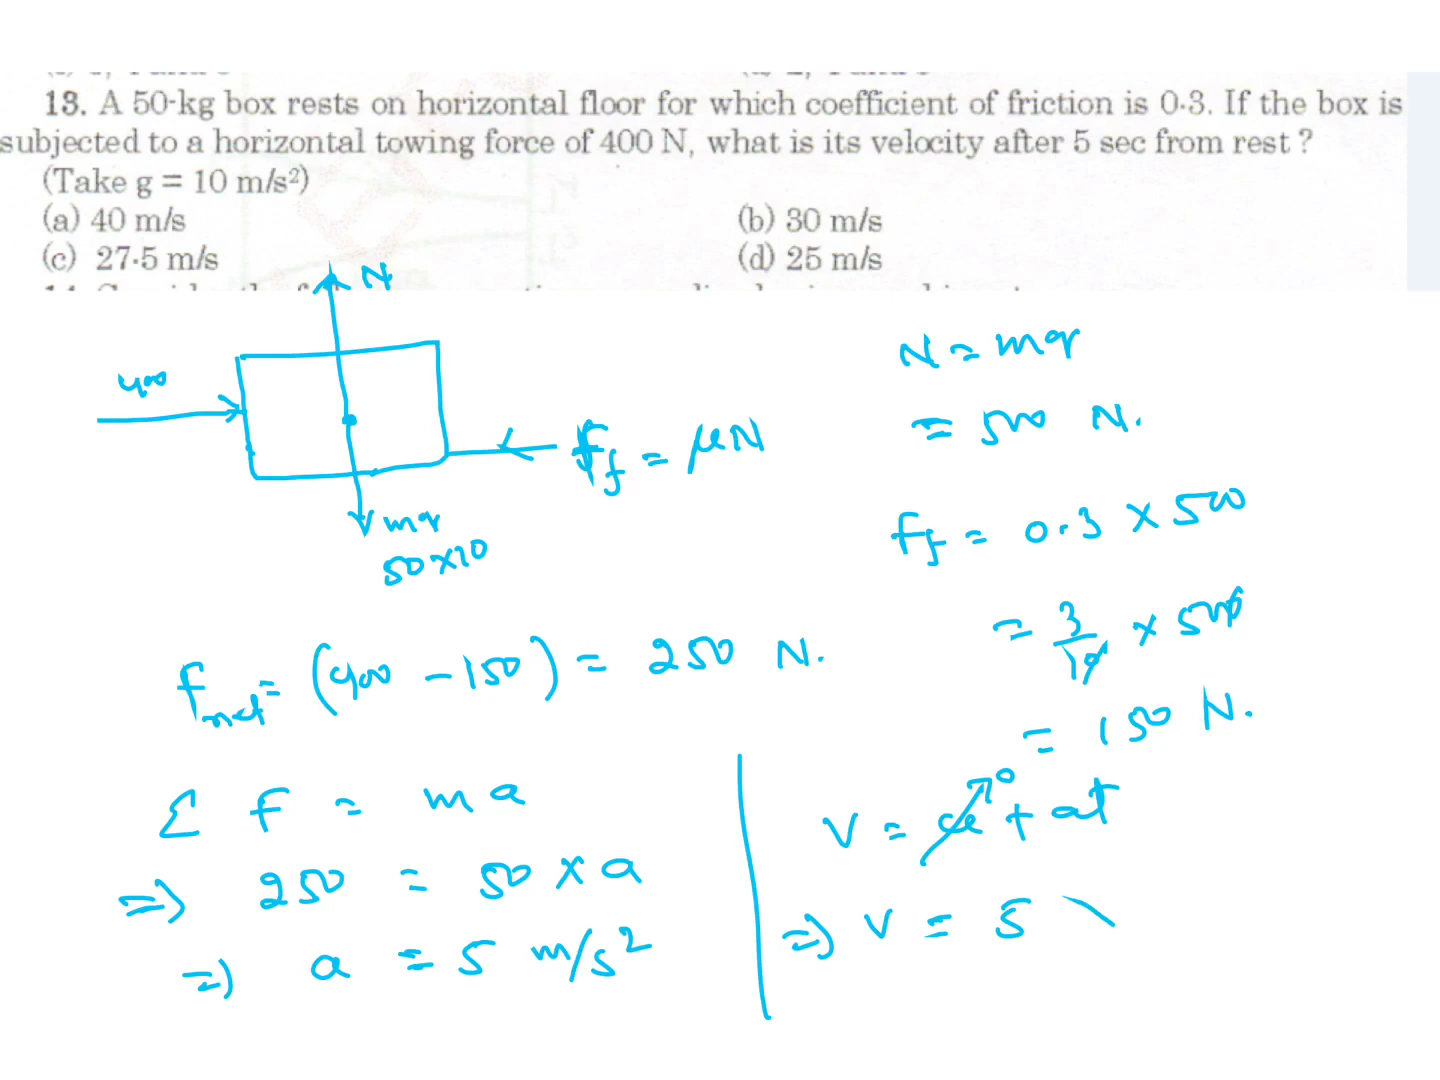 13. A 50-kg box rests on horizontal floor for which coefficient of friction is 0·3. If the box is
subjected to a horizontal towing force of 400 N, what is its velocity after 5 sec from rest ?
(Take g = 10 m/s²)
(a) 40 m/s (b) 30 m/s
(c) 27·5 m/s (d) 25 m/s
N
400
f_f = μN
mg
50×10
N = mg
= 500 N.
f_f = 0.3 × 500
= 3/10 × 500
= 150 N.
f_net = (400 - 150) = 250 N.
Σ F = ma
⇒ 250 = 50 × a
⇒ a = 5 m/s²
v = u + at
0
⇒ v = 5